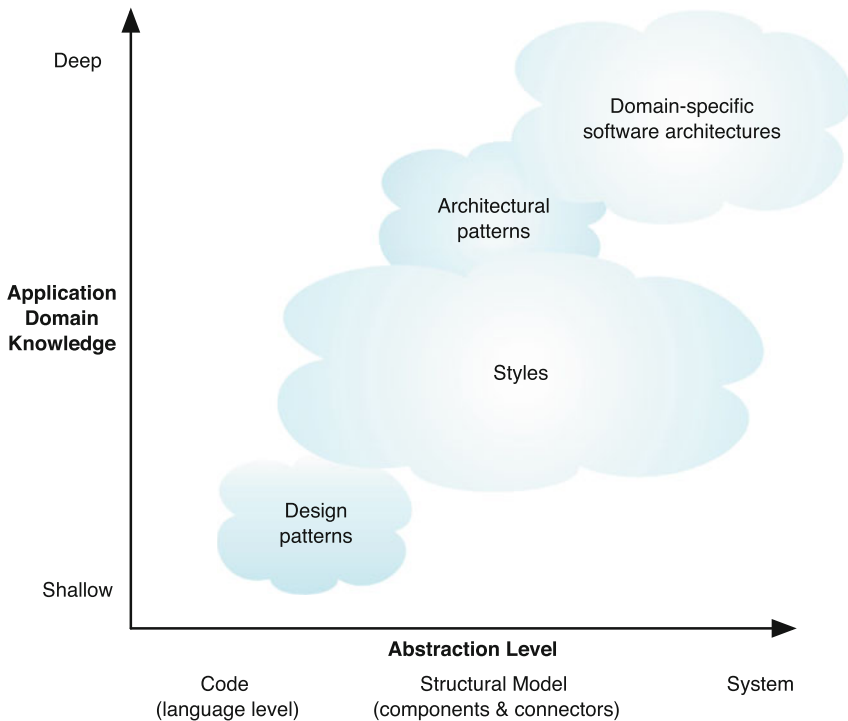 Deep
Domain-specific
software architectures
Architectural
patterns
Application
Domain
Knowledge
Styles
Design
patterns
Shallow
Abstraction Level
Code
(language level)
Structural Model
(components & connectors)
System